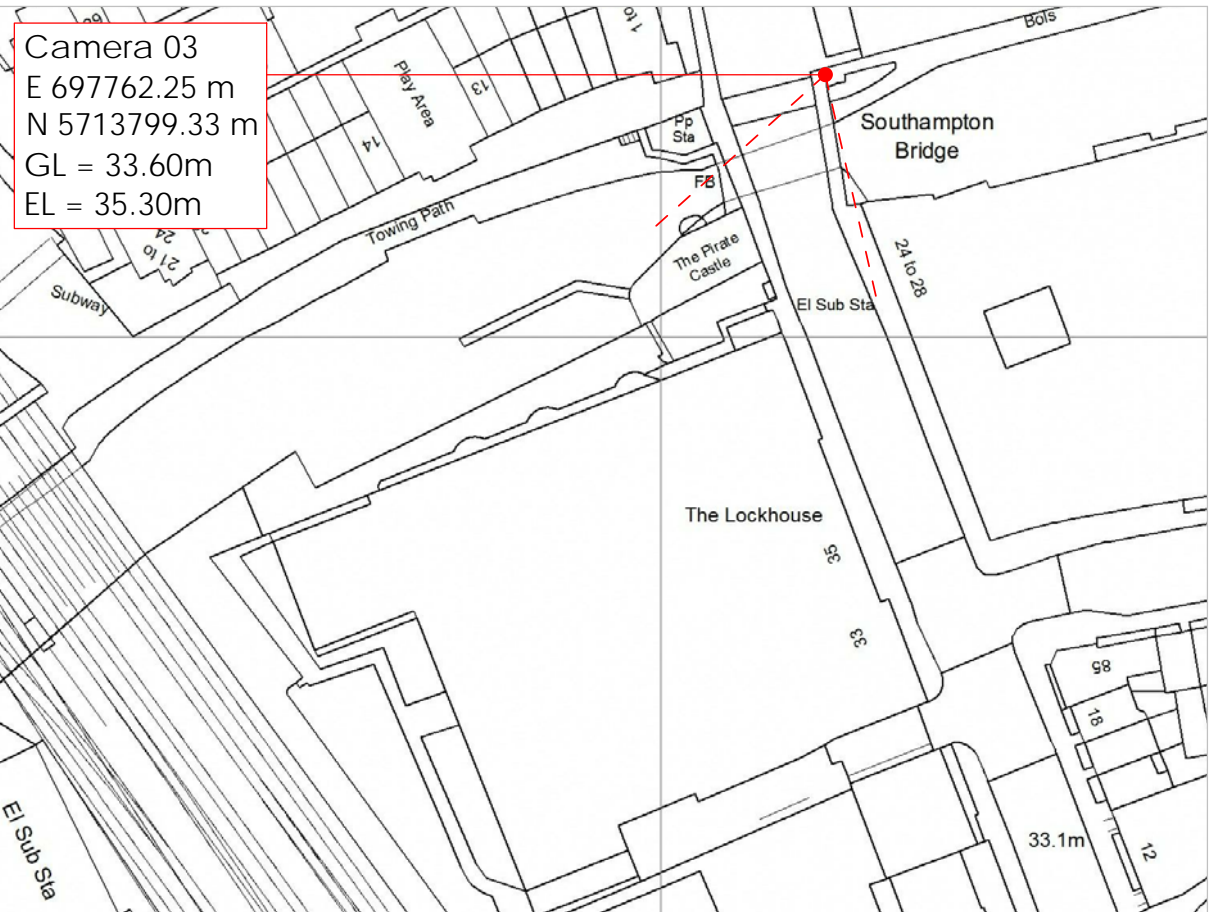 Camera 03
E 697762.25 m
N 5713799.33 m
GL = 33.60m
EL = 35.30m
Bols
Play Area
13
14
Pp
Sta
Southampton
Bridge
FB
Towing Path
24
21 to
Subway
The Pirate
Castle
24 to 28
El Sub Sta
The Lockhouse
35
33
85
18
33.1m
12
El Sub Sta